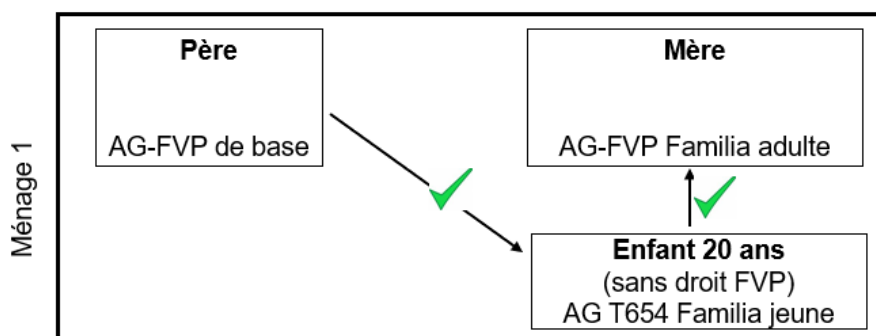 Ménage 1
Père
AG-FVP de base
Mère
AG-FVP Familia adulte
Enfant 20 ans
(sans droit FVP)
AG T654 Familia jeune